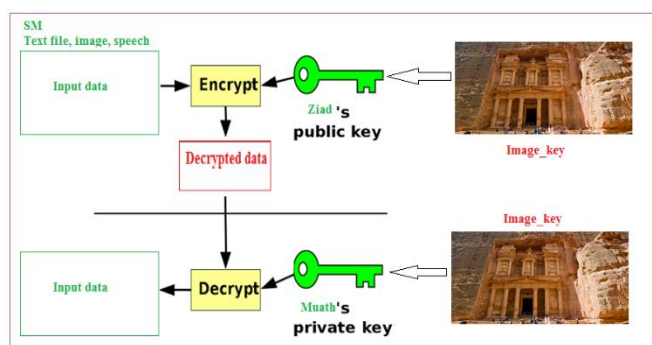 SM
Text file, image, speech
Input data
Encrypt
Ziad 's
public key
Image_key
Decrypted data
Image_key
Input data
Decrypt
Muath's
private key